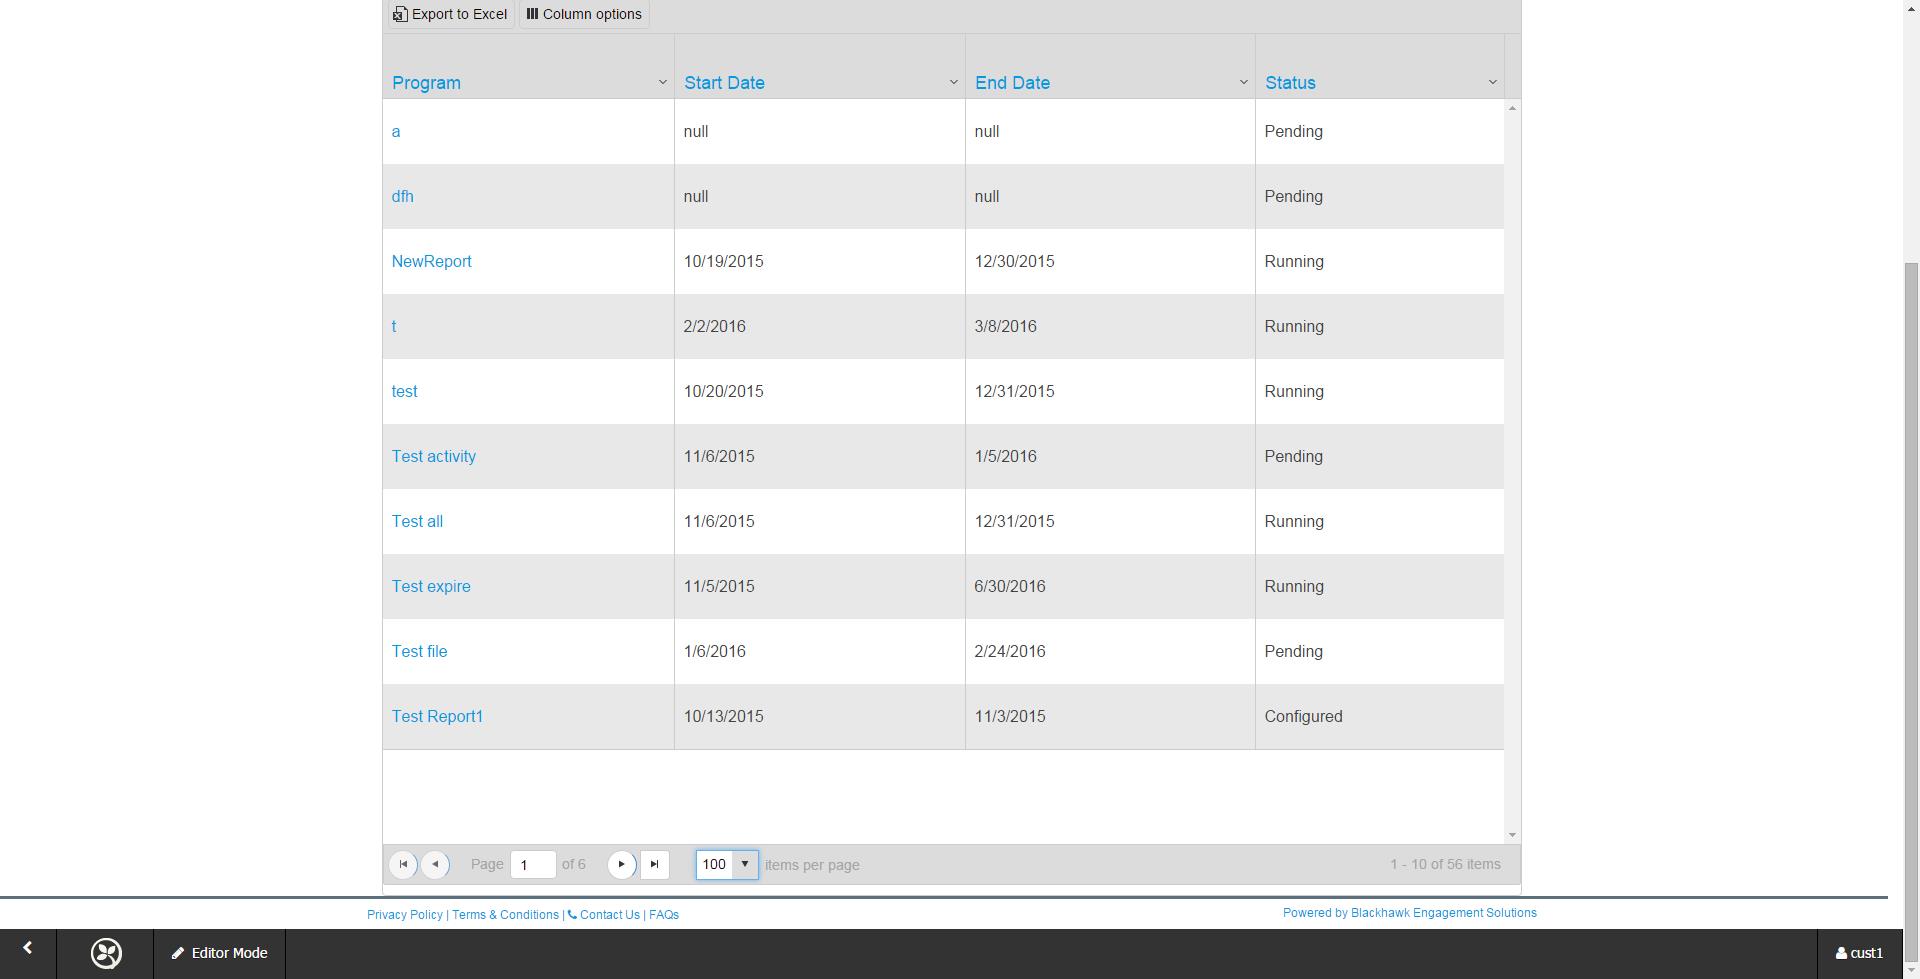 Export to Excel Column options
Program Start Date End Date Status
a null null Pending
dfh null null Pending
NewReport 10/19/2015 12/30/2015 Running
t 2/2/2016 3/8/2016 Running
test 10/20/2015 12/31/2015 Running
Test activity 11/6/2015 1/5/2016 Pending
Test all 11/6/2015 12/31/2015 Running
Test expire 11/5/2015 6/30/2016 Running
Test file 1/6/2016 2/24/2016 Pending
Test Report1 10/13/2015 11/3/2015 Configured
Page 1 of 6 100 items per page 1 - 10 of 56 items
Privacy Policy | Terms & Conditions | Contact Us | FAQs Powered by Blackhawk Engagement Solutions
Editor Mode cust1